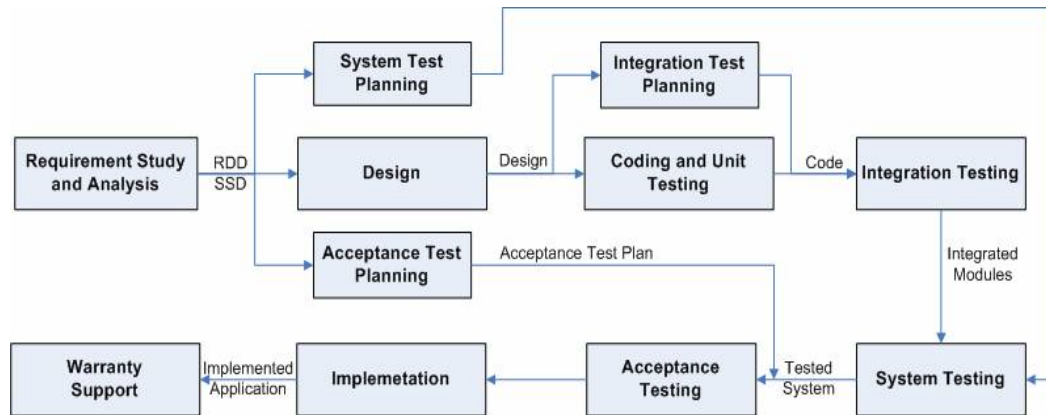 System Test
Planning
Integration Test
Planning
Requirement Study
and Analysis
RDD
SSD
Design
Design
Coding and Unit
Testing
Code
Integration Testing
Acceptance Test
Planning
Acceptance Test Plan
Integrated
Modules
Warranty
Support
Implemented
Application
Implemetation
Acceptance
Testing
Tested
System
System Testing